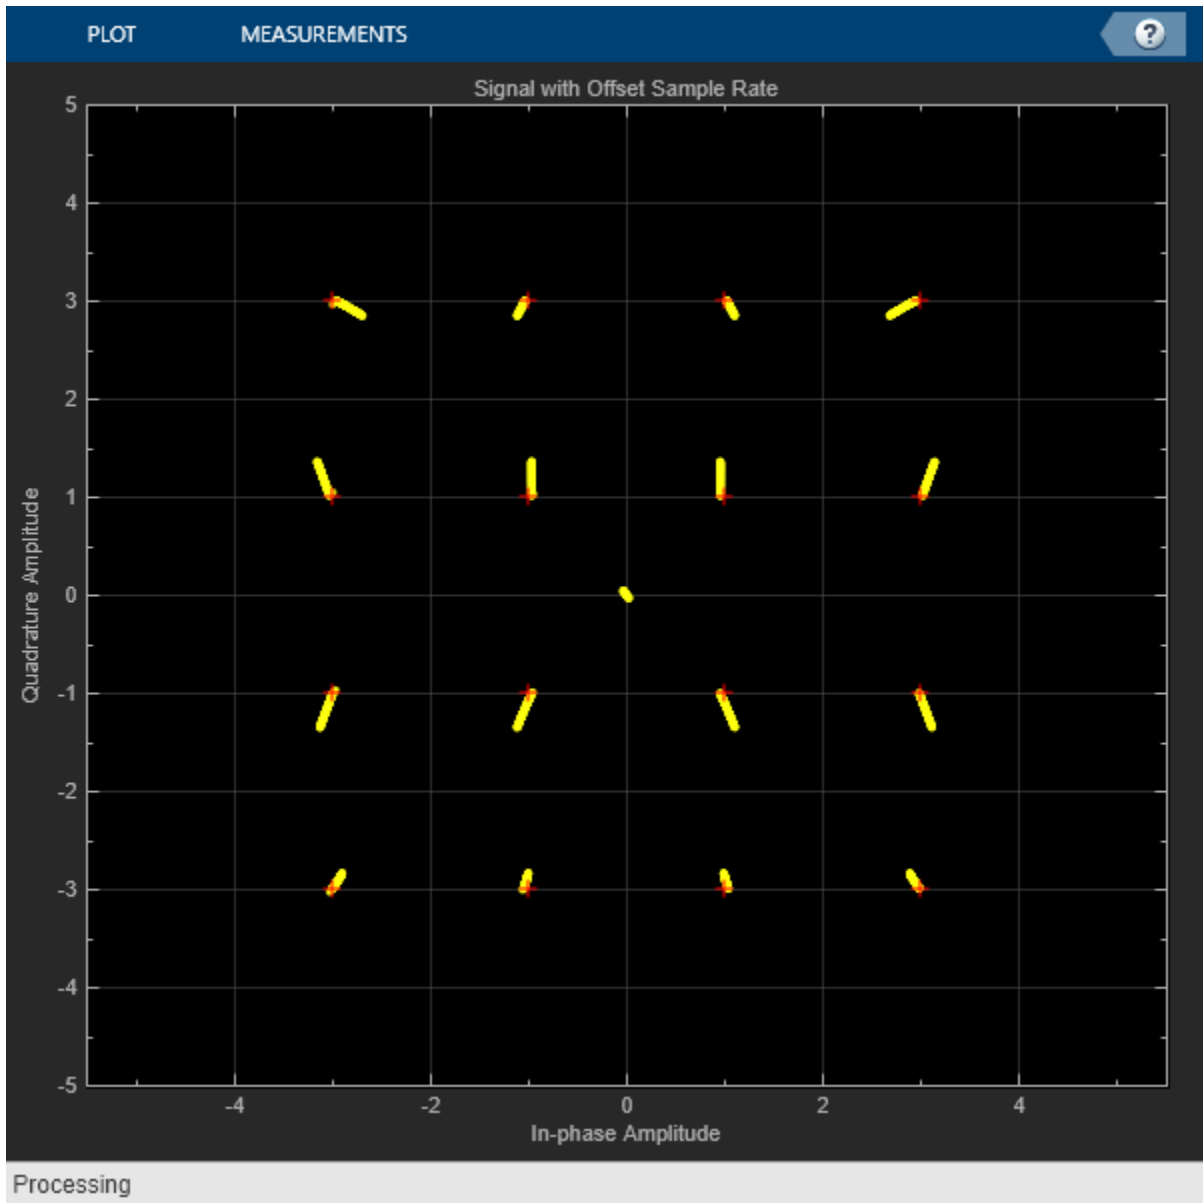 PLOT MEASUREMENTS ?
Signal with Offset Sample Rate
5
4
3
2
1
0
-1
-2
-3
-4
-5
Quadrature Amplitude
-4 -2 0 2 4
In-phase Amplitude
Processing